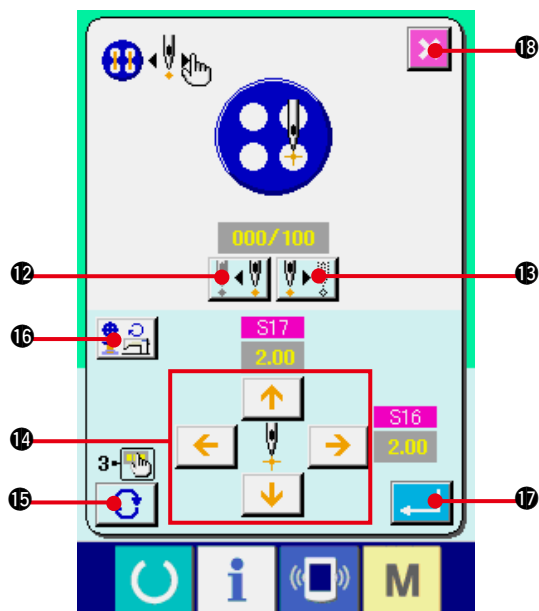 ⓲
000/100
⓬
⓭
⓰
S17
2.00
⓮
S16
2.00
3
⓯
⓱
i
M